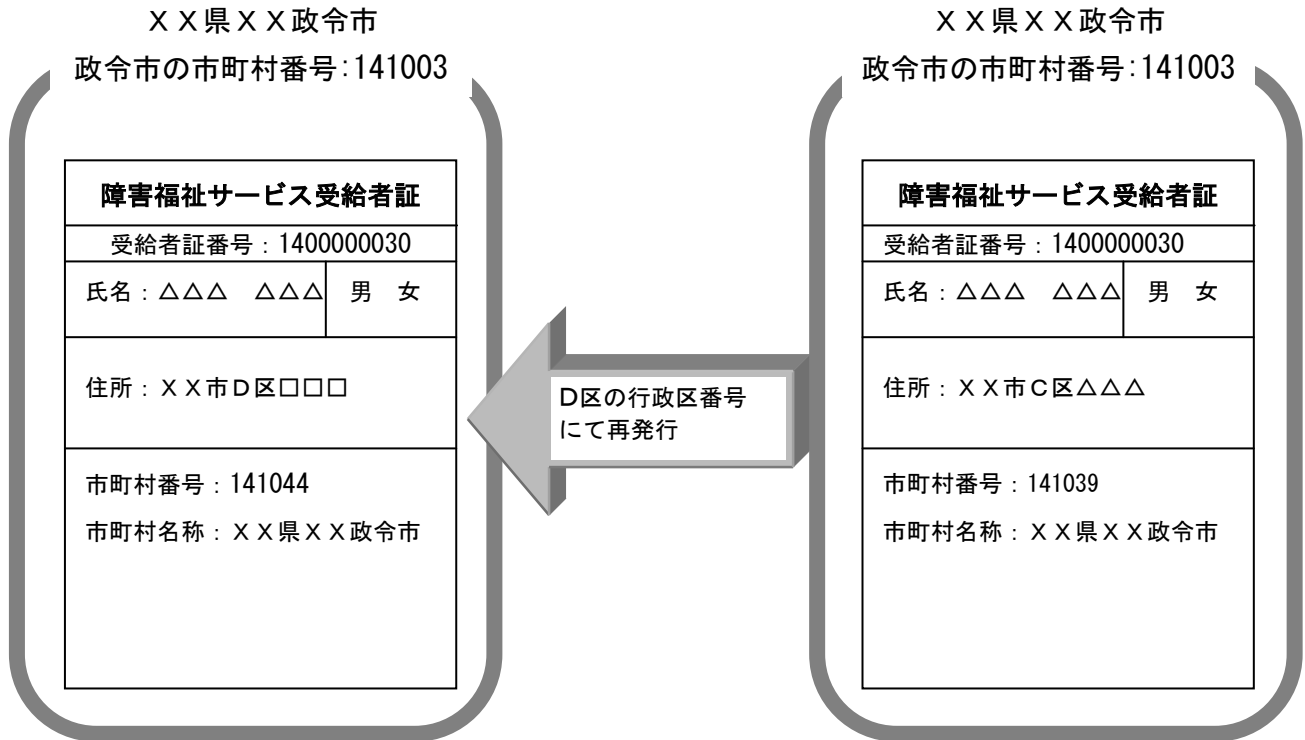 ＸＸ県ＸＸ政令市
政令市の市町村番号：141003
障害福祉サービス受給者証
受給者証番号：1400000030
氏名：△△△　△△△
男　女
住所：ＸＸ市Ｄ区□□□
市町村番号：141044
市町村名称：ＸＸ県ＸＸ政令市
D区の行政区番号
にて再発行
ＸＸ県ＸＸ政令市
政令市の市町村番号：141003
障害福祉サービス受給者証
受給者証番号：1400000030
氏名：△△△　△△△
男　女
住所：ＸＸ市Ｃ区△△△
市町村番号：141039
市町村名称：ＸＸ県ＸＸ政令市